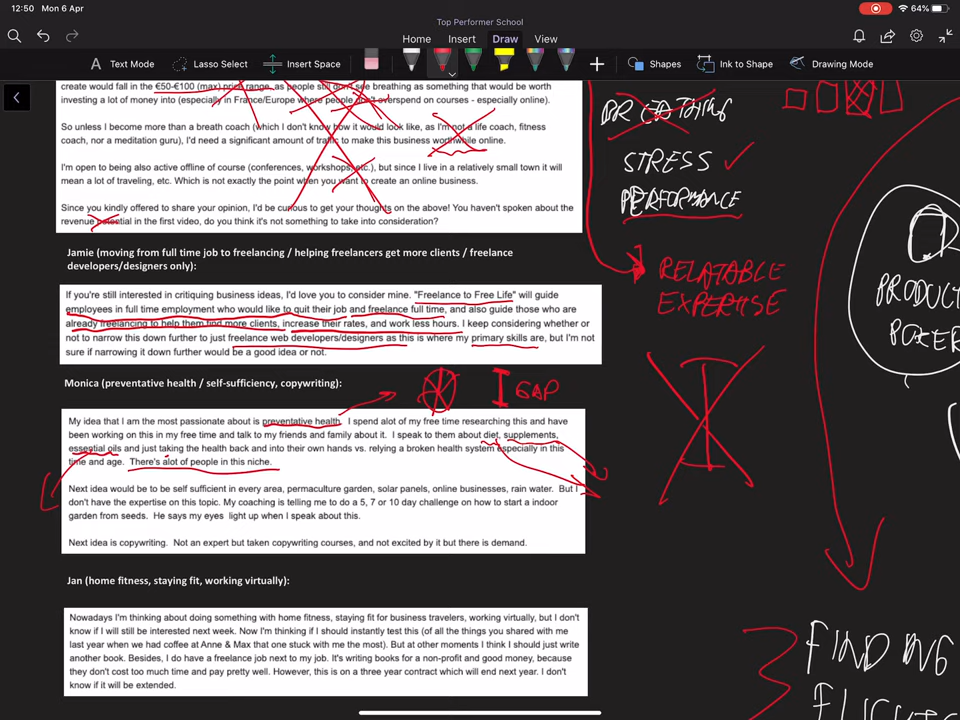 12:50 Mon 6 Apr
64%
Top Performer School
Home Insert Draw View
Text Mode Lasso Select Insert Space Shapes Ink to Shape Drawing Mode
create would fall in the €50-€100 (max) price range, as people still don't see breathing as something that would be worth
investing a lot of money into (especially in France/Europe where people don't overspend on courses - especially online).
So unless I become more than a breath coach (which I don't know how it would look like, as I'm not a life coach, fitness
coach, nor a meditation guru), I'd need a significant amount of traffic to make this business worthwhile online.
I'm open to being also active offline of course (conferences, workshops, etc.), but since I live in a relatively small town it will
mean a lot of traveling, etc. Which is not exactly the point when you want to create an online business.
Since you kindly offered to share your opinion, I'd be curious to get your thoughts on the above! You haven't spoken about the
revenue potential in the first video, do you think it's not something to take into consideration?
STRESS
PERFORMANCE
RELATABLE
EXPERTISE
Jamie (moving from full time job to freelancing / helping freelancers get more clients / freelance
developers/designers only):
If you're still interested in critiquing business ideas, I'd love you to consider mine. "Freelance to Free Life" will guide
employees in full time employment who would like to quit their job and freelance full time, and also guide those who are
already freelancing to help them find more clients, increase their rates, and work less hours. I keep considering whether or
not to narrow this down further to just freelance web developers/designers as this is where my primary skills are, but I'm not
sure if narrowing it down further would be a good idea or not.
Monica (preventative health / self-sufficiency, copywriting):
GAP
My idea that I am the most passionate about is preventative health. I spend alot of my free time researching this and have
been working on this in my free time and talk to my friends and family about it. I speak to them about diet, supplements,
essential oils and just taking the health back and into their own hands vs. relying a broken health system especially in this
time and age. There's alot of people in this niche.
Next idea would be to be self sufficient in every area, permaculture garden, solar panels, online businesses, rain water. But I
don't have the expertise on this topic. My coaching is telling me to do a 5, 7 or 10 day challenge on how to start a indoor
garden from seeds. He says my eyes light up when I speak about this.
Next idea is copywriting. Not an expert but taken copywriting courses, and not excited by it but there is demand.
Jan (home fitness, staying fit, working virtually):
Nowadays I'm thinking about doing something with home fitness, staying fit for business travelers, working virtually, but I don't
know if I will still be interested next week. Now I'm thinking if I should instantly test this (of all the things you shared with me
last year when we had coffee at Anne & Max that one stuck with me the most). But at other moments I think I should just write
another book. Besides, I do have a freelance job next to my job. It's writing books for a non-profit and good money, because
they don't cost too much time and pay pretty well. However, this is on a three year contract which will end next year. I don't
know if it will be extended.
PRODUCT
FINDING